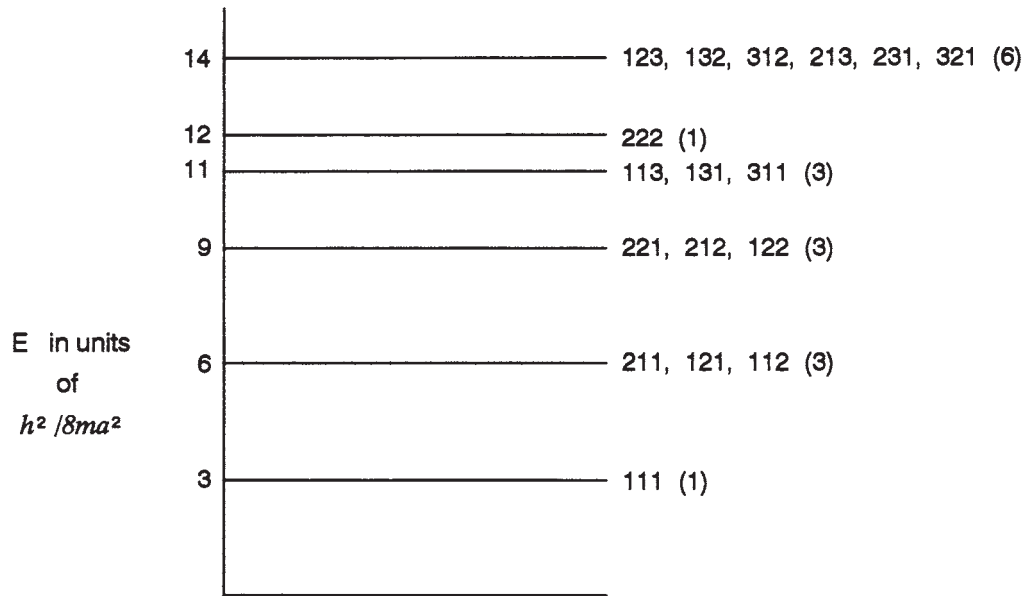 14 123, 132, 312, 213, 231, 321 (6)
12 222 (1)
11 113, 131, 311 (3)
9 221, 212, 122 (3)
E in units
of
h² /8ma²
6 211, 121, 112 (3)
3 111 (1)